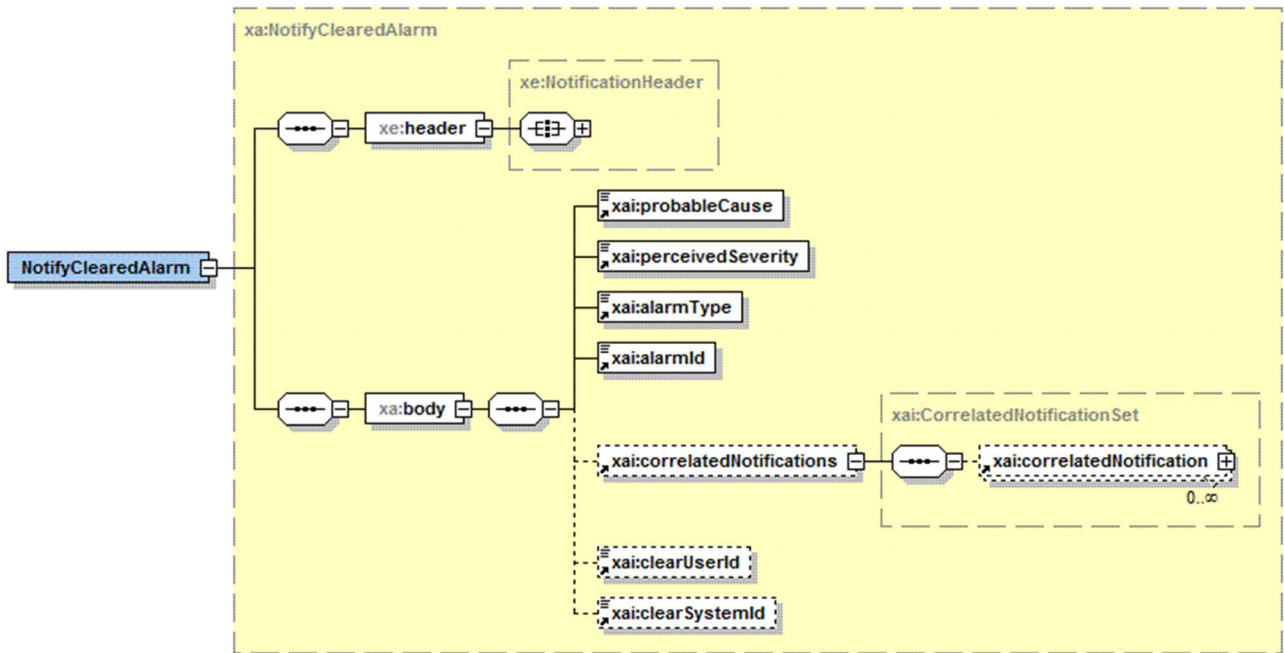 xa:NotifyClearedAlarm
xe:NotificationHeader
xe:header
xai:probableCause
xai:perceivedSeverity
NotifyClearedAlarm
xai:alarmType
xai:alarmId
xa:body
xai:CorrelatedNotificationSet
xai:correlatedNotifications
xai:correlatedNotification
0..∞
xai:clearUserId
xai:clearSystemId